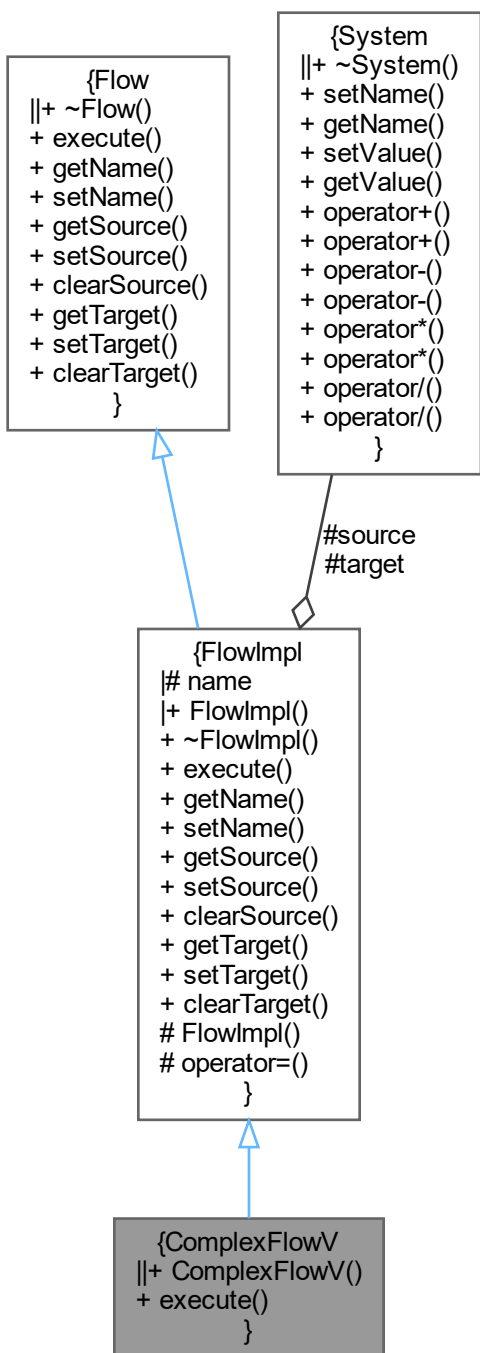 {Flow
||+ ~Flow()
+ execute()
+ getName()
+ setName()
+ getSource()
+ setSource()
+ clearSource()
+ getTarget()
+ setTarget()
+ clearTarget()
}
{System
||+ ~System()
+ setName()
+ getName()
+ setValue()
+ getValue()
+ operator+()
+ operator+()
+ operator-()
+ operator-()
+ operator*()
+ operator*()
+ operator/()
+ operator/()
}
#source
#target
{FlowImpl
|# name
|+ FlowImpl()
+ ~FlowImpl()
+ execute()
+ getName()
+ setName()
+ getSource()
+ setSource()
+ clearSource()
+ getTarget()
+ setTarget()
+ clearTarget()
# FlowImpl()
# operator=()
}
{ComplexFlowV
||+ ComplexFlowV()
+ execute()
}